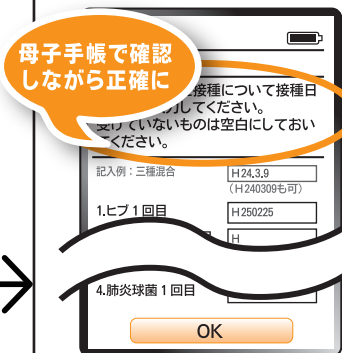 母子手帳で確認
しながら正確に
接種について接種日
してください。
受けていないものは空白にしておい
ください。
記入例：三種混合
H24.3.9
（H240309も可）
1.ヒブ1回目
H250225
H
4.肺炎球菌1回目
OK